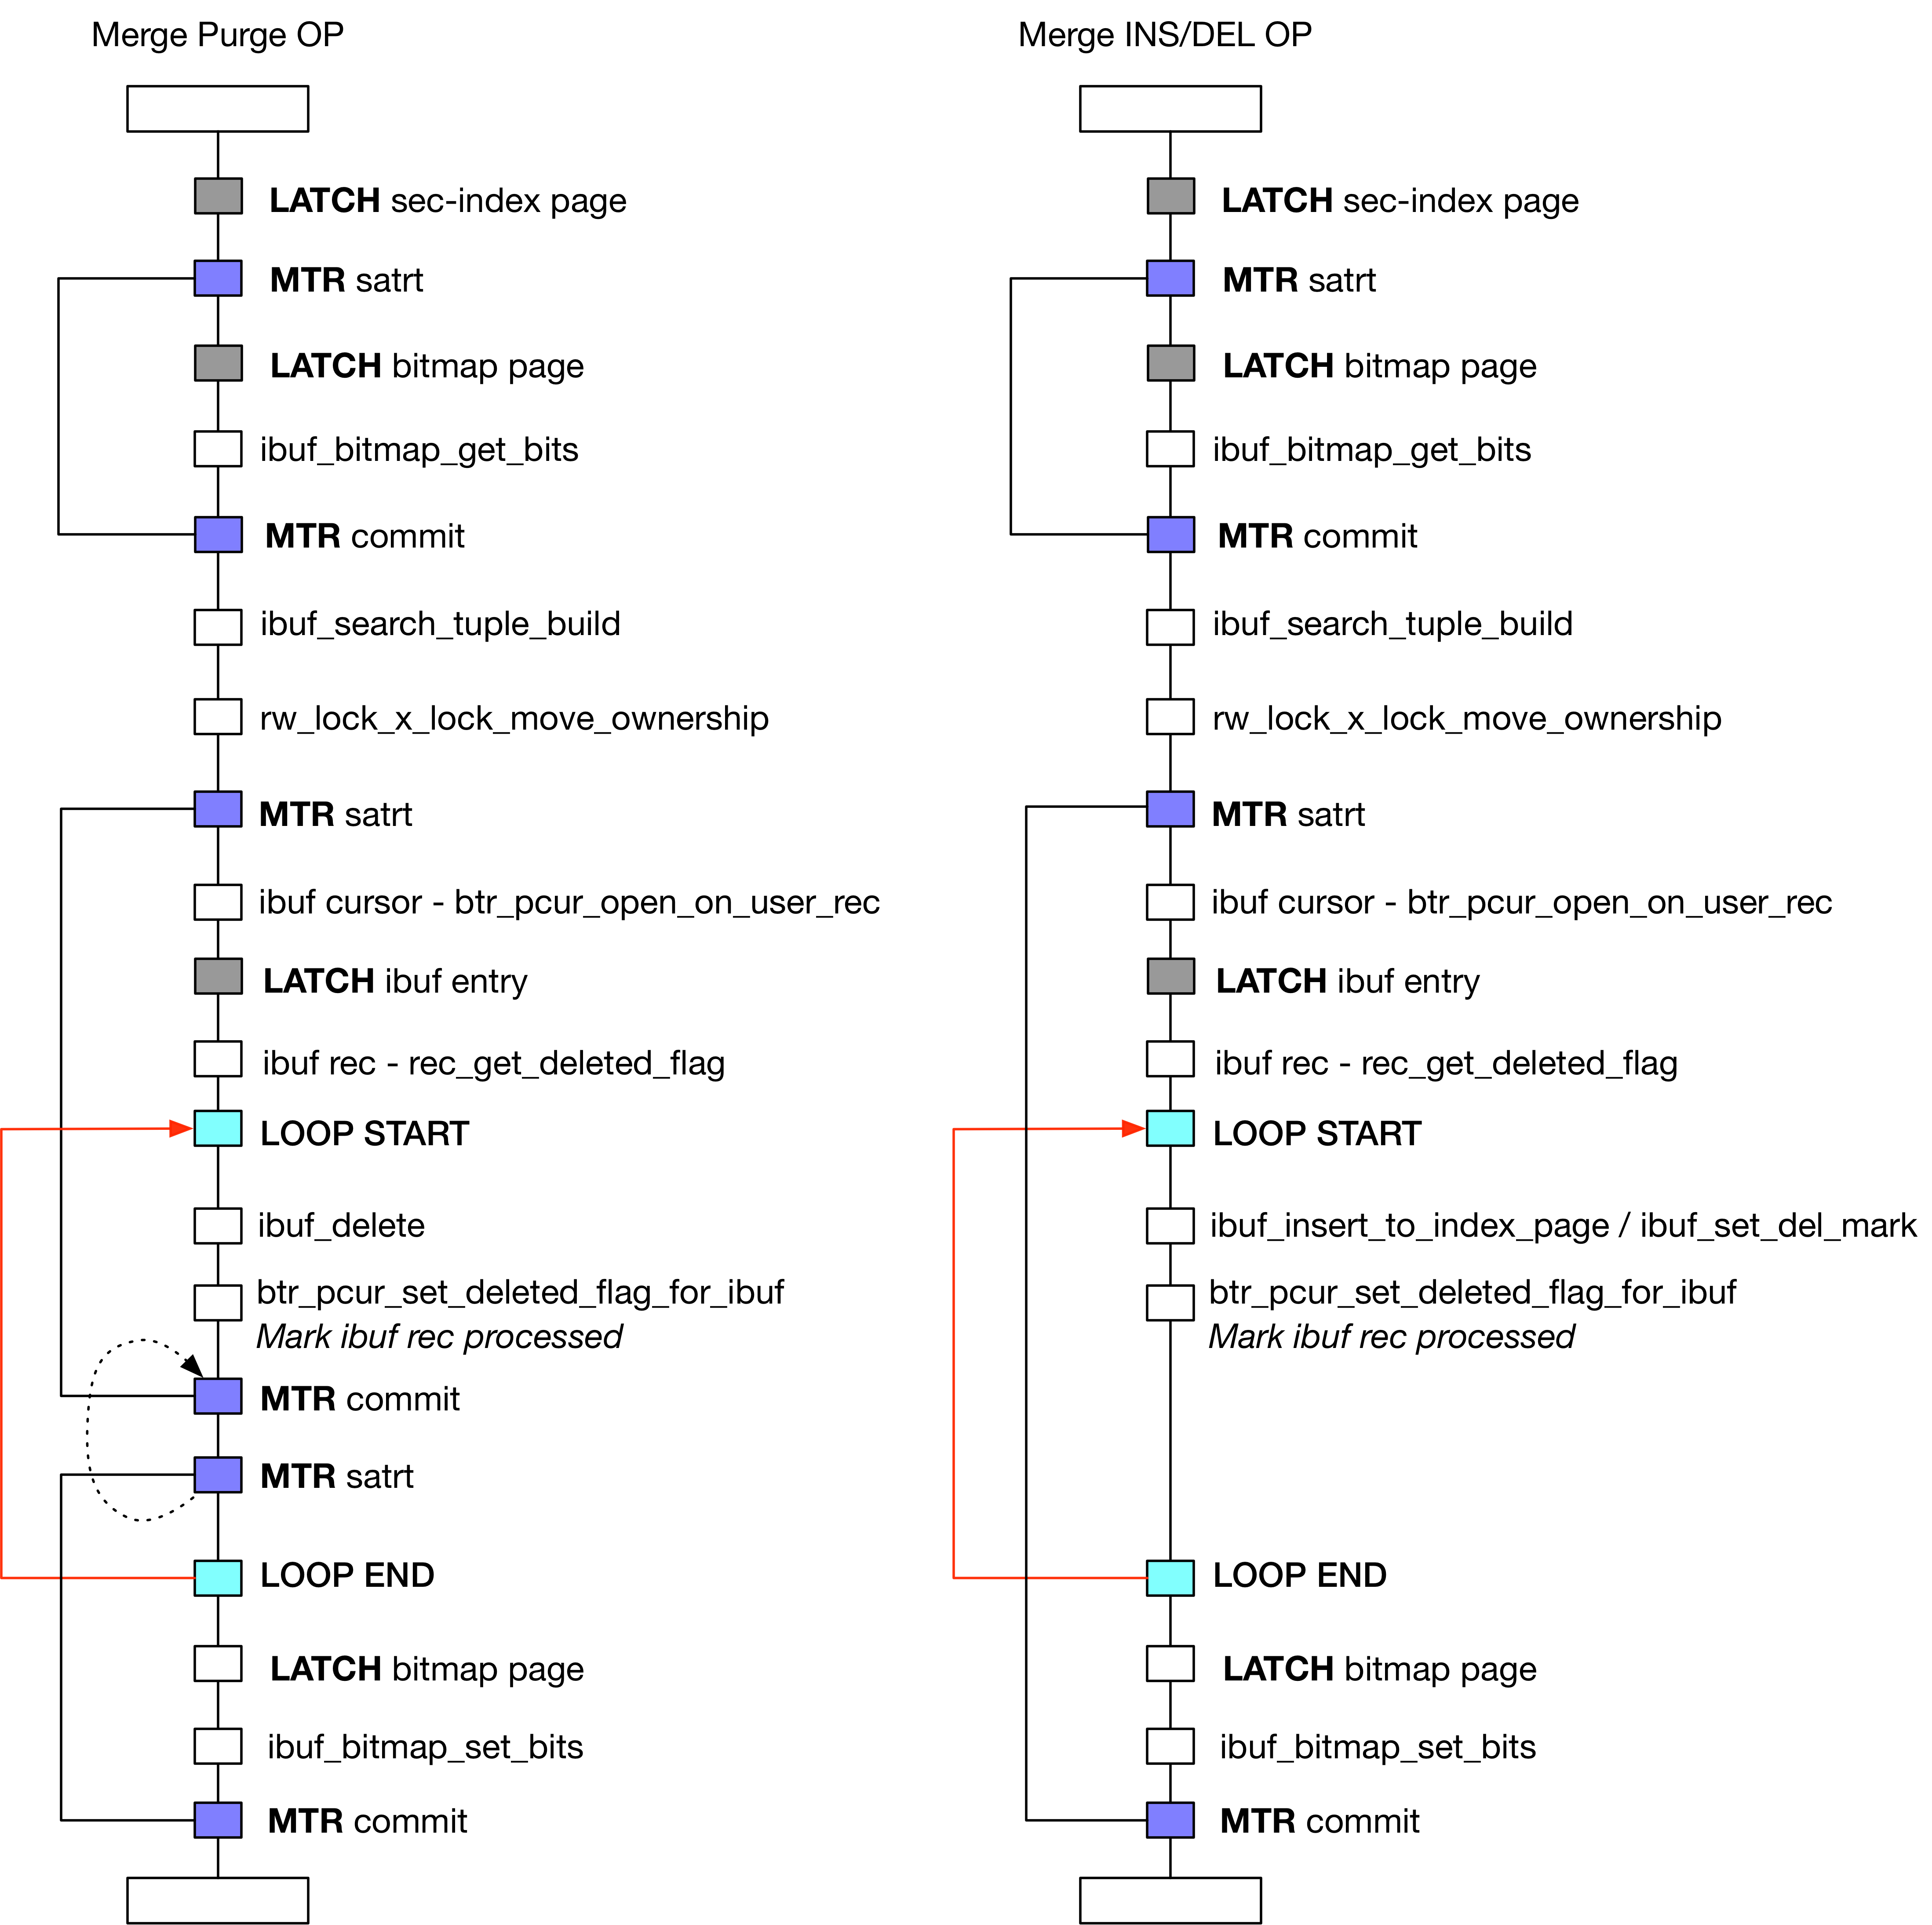 Merge Purge OP
LATCH sec-index page
MTR satrt
LATCH bitmap page
ibuf_bitmap_get_bits
MTR commit
ibuf_search_tuple_build
rw_lock_x_lock_move_ownership
MTR satrt
ibuf cursor - btr_pcur_open_on_user_rec
LATCH ibuf entry
ibuf rec - rec_get_deleted_flag
LOOP START
ibuf_delete
btr_pcur_set_deleted_flag_for_ibuf
Mark ibuf rec processed
MTR commit
MTR satrt
LOOP END
LATCH bitmap page
ibuf_bitmap_set_bits
MTR commit
Merge INS/DEL OP
LATCH sec-index page
MTR satrt
LATCH bitmap page
ibuf_bitmap_get_bits
MTR commit
ibuf_search_tuple_build
rw_lock_x_lock_move_ownership
MTR satrt
ibuf cursor - btr_pcur_open_on_user_rec
LATCH ibuf entry
ibuf rec - rec_get_deleted_flag
LOOP START
ibuf_insert_to_index_page / ibuf_set_del_mark
btr_pcur_set_deleted_flag_for_ibuf
Mark ibuf rec processed
LOOP END
LATCH bitmap page
ibuf_bitmap_set_bits
MTR commit